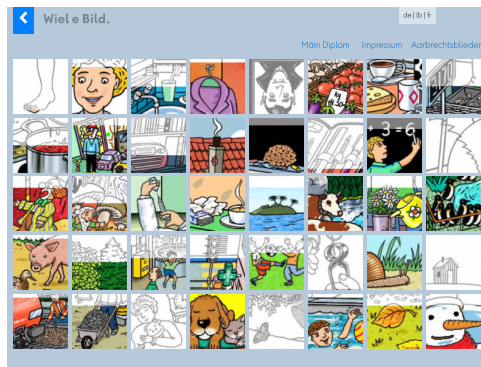 Wiel e Bild.
de | lb | fr
Mäin Diplom Impressum Aarbrechtsblieder
+ 3 = 6